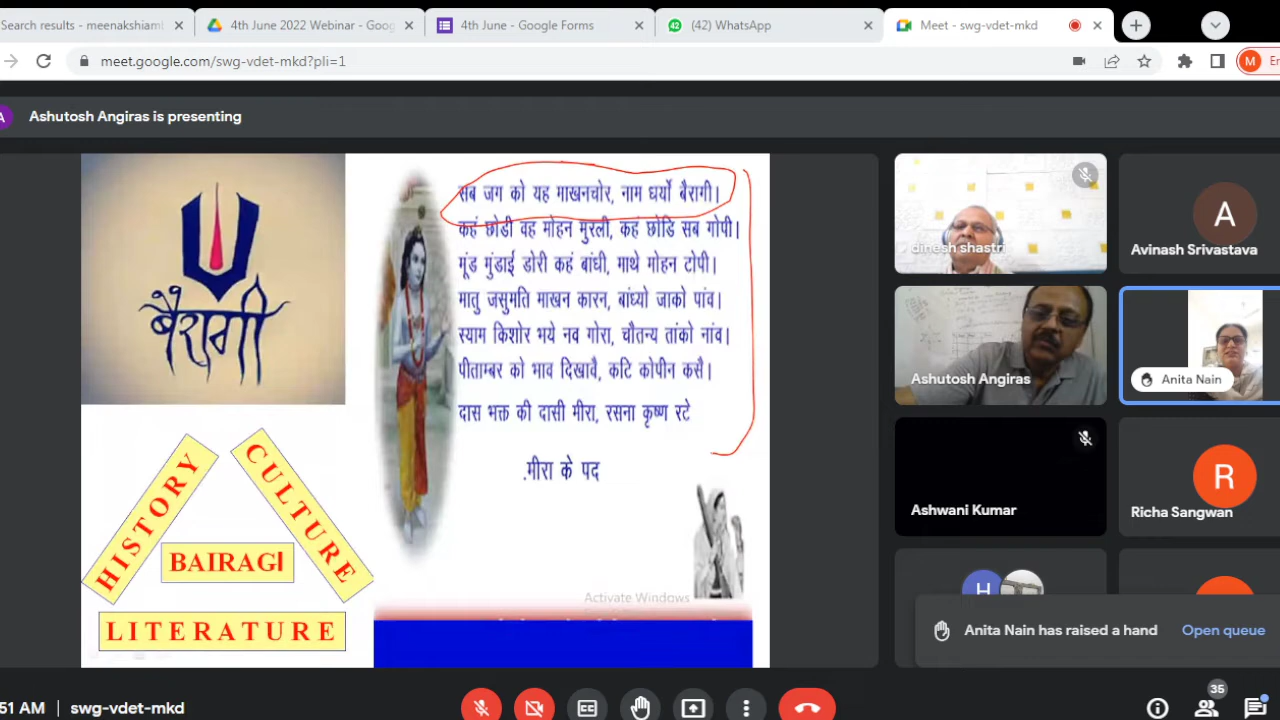 Search results - meenakshiamb
4th June 2022 Webinar - Goog
4th June - Google Forms
(42) WhatsApp
Meet - swg-vdet-mkd
meet.google.com/swg-vdet-mkd?pli=1
M
A
Ashutosh Angiras is presenting
बैरागी
HISTORY
CULTURE
BAIRAGI
LITERATURE
सब जग को यह माखनचोर, नाम धर्यो बैरागी।
कहं छोडी वह मोहन मुरली, कहं छोडि सब गोपी।
मूंड मुंडाई डोरी कहं बांधी, माथे मोहन टोपी।
मातु जसुमति माखन कारन, बांध्यो जाको पांव।
स्याम किशोर भये नव गोरा, चौतन्य तांको नांव।
पीताम्बर को भाव दिखावै, कटि कोपीन कसै।
दास भक्त की दासी मीरा, रसना कृष्ण रटे
.मीरा के पद
Activate Windows
dinesh shastri
A
Avinash Srivastava
Ashutosh Angiras
Anita Nain
Ashwani Kumar
R
Richa Sangwan
H
Anita Nain has raised a hand
Open queue
:51 AM
swg-vdet-mkd
35